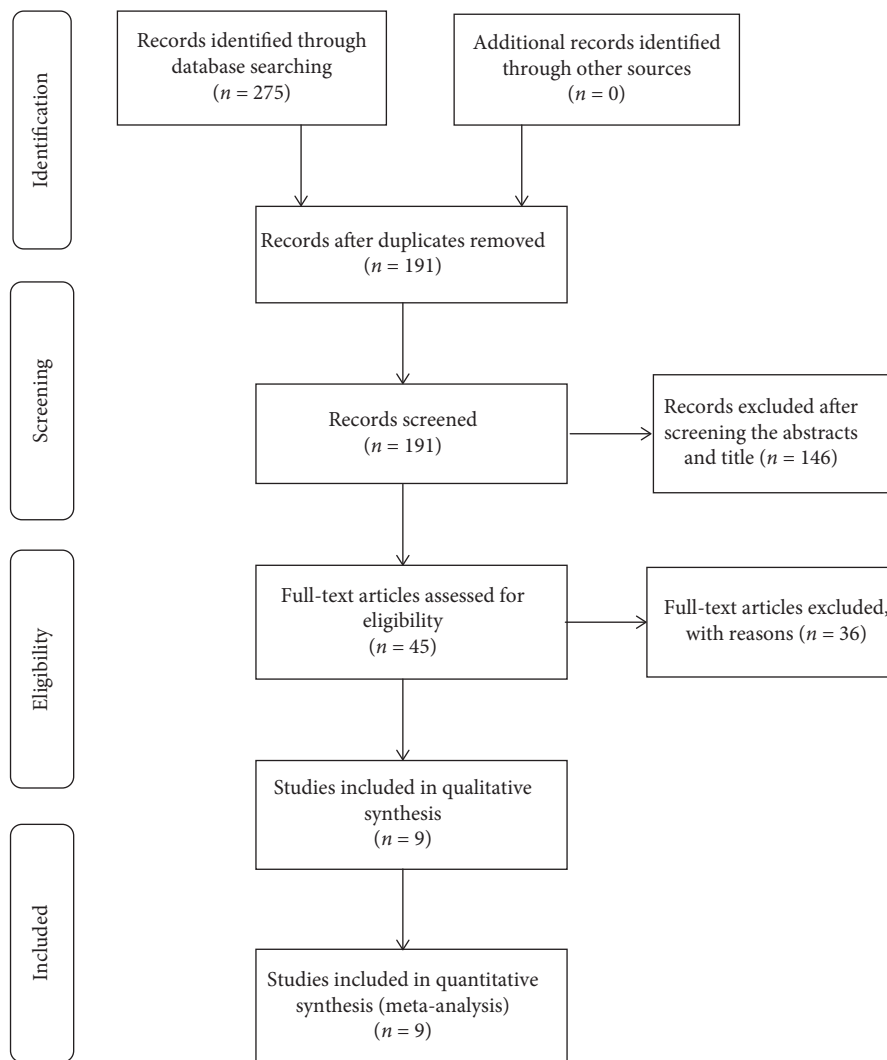 Identification
Records identified through
database searching
(n = 275)
Additional records identified
through other sources
(n = 0)
Records after duplicates removed
(n = 191)
Screening
Records screened
(n = 191)
Records excluded after
screening the abstracts
and title (n = 146)
Eligibility
Full-text articles assessed for
eligibility
(n = 45)
Full-text articles excluded,
with reasons (n = 36)
Studies included in qualitative
synthesis
(n = 9)
Included
Studies included in quantitative
synthesis (meta-analysis)
(n = 9)